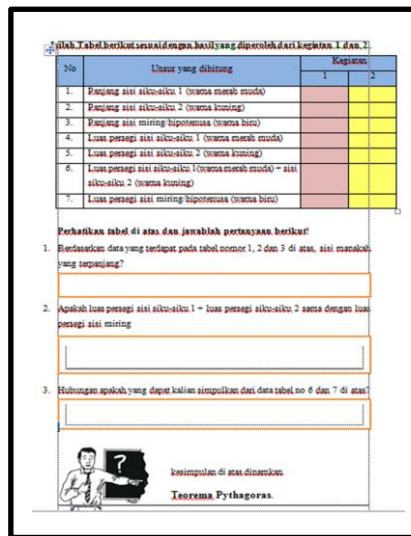 Isilah Tabel berikut sesuai dengan hasil yang diperoleh dari kegiatan 1 dan 2
No Unsur yang dihitung Kegiatan
1 2
1. Panjang sisi siku-siku 1 (warna merah muda)
2. Panjang sisi siku-siku 2 (warna kuning)
3. Panjang sisi miring/hipotenusa (warna biru)
4. Luas persegi sisi siku-siku 1 (warna merah muda)
5. Luas persegi sisi siku-siku 2 (warna kuning)
6. Luas persegi sisi siku-siku 1(warna merah muda) + sisi
siku-siku 2 (warna kuning)
7. Luas persegi sisi miring/hipotenusa (warna biru)
Perhatikan tabel di atas dan jawablah pertanyaan berikut!
1. Berdasarkan data yang terdapat pada tabel nomor 1, 2 dan 3 di atas, sisi manakah
yang terpanjang?
2. Apakah luas persegi sisi siku-siku 1 + luas persegi siku-siku 2 sama dengan luas
persegi sisi miring
3. Hubungan apakah yang dapat kalian simpulkan dari data tabel no 6 dan 7 di atas?
?
kesimpulan di atas dinamkan
Teorema Pythagoras.